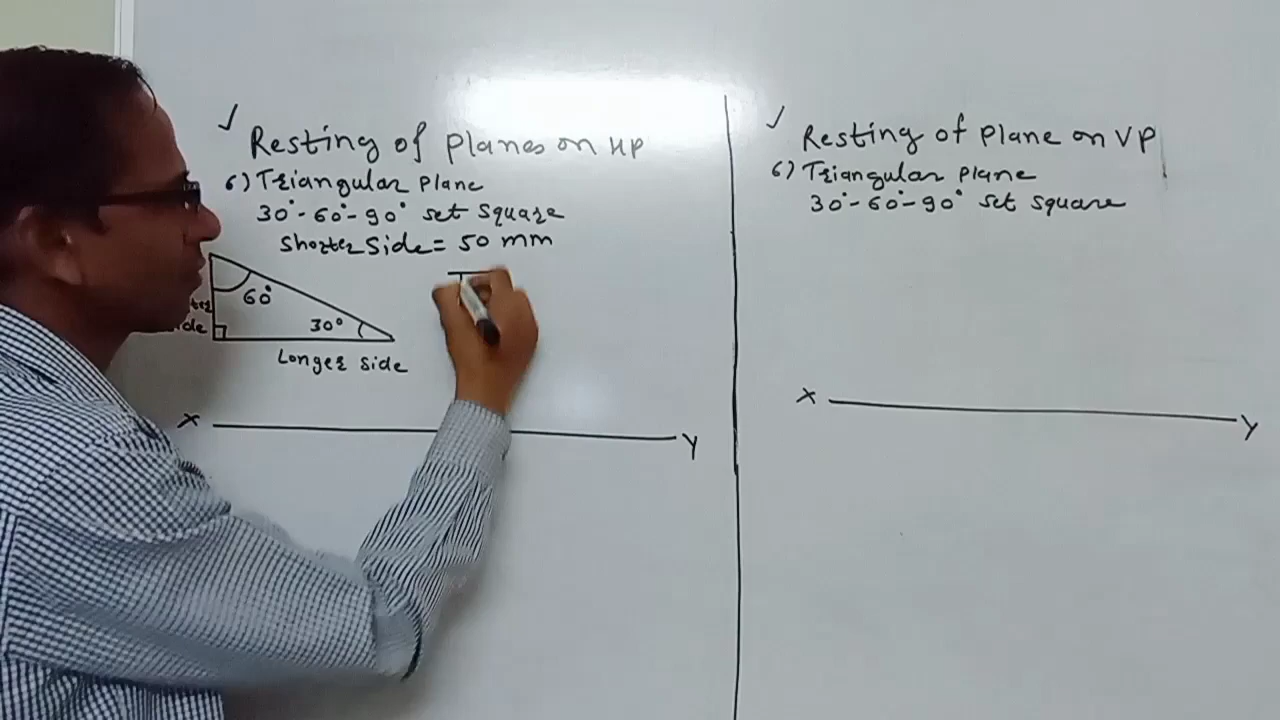 ✓ Resting of Planes on HP
6) Triangular Plane
30°-60°-90° set square
Shorter Side = 50 mm
60°
30°
Longer side
X
Y
✓ Resting of Plane on VP
6) Triangular Plane
30°-60°-90° set square
X
Y